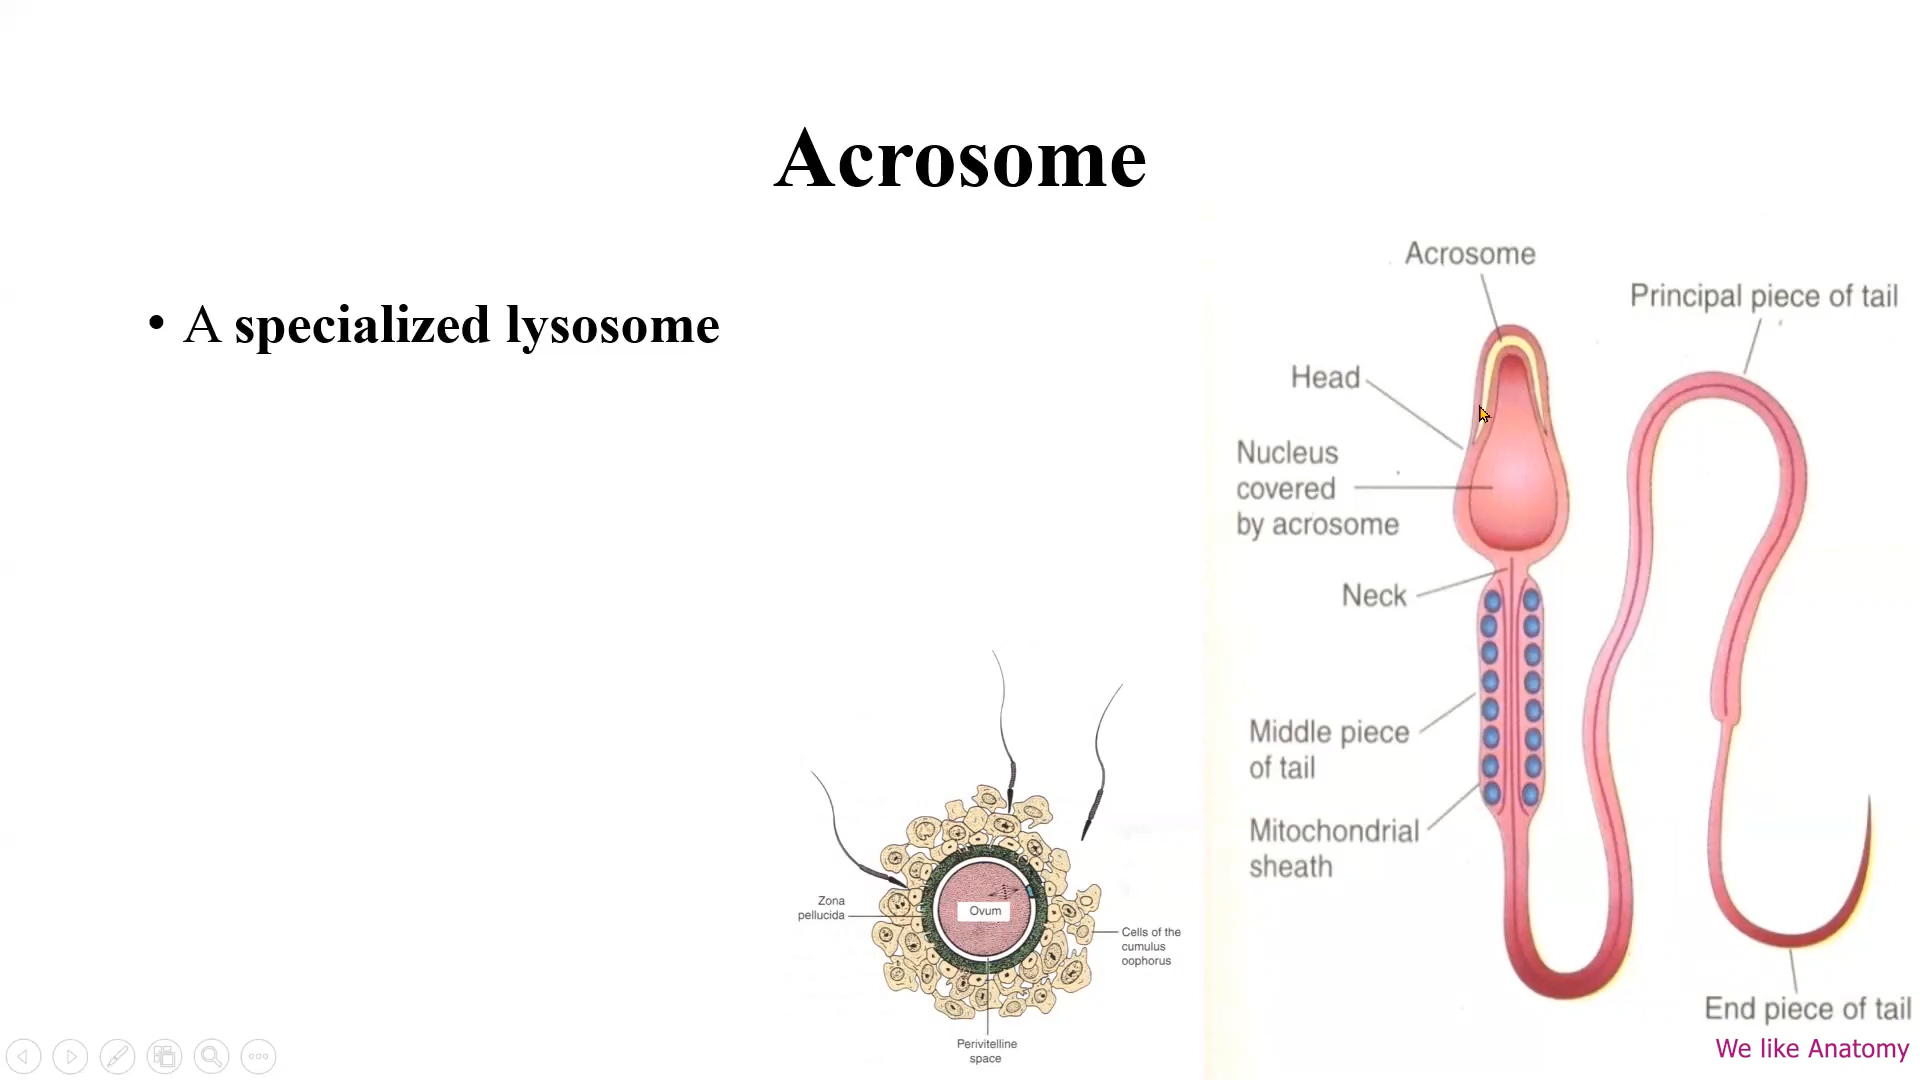 Acrosome
• A specialized lysosome
Acrosome
Principal piece of tail
Head
Nucleus
covered
by acrosome
Neck
Middle piece
of tail
Mitochondrial
sheath
End piece of tail
Zona
pellucida
Ovum
Cells of the
cumulus
oophorus
Perivitelline
space
We like Anatomy